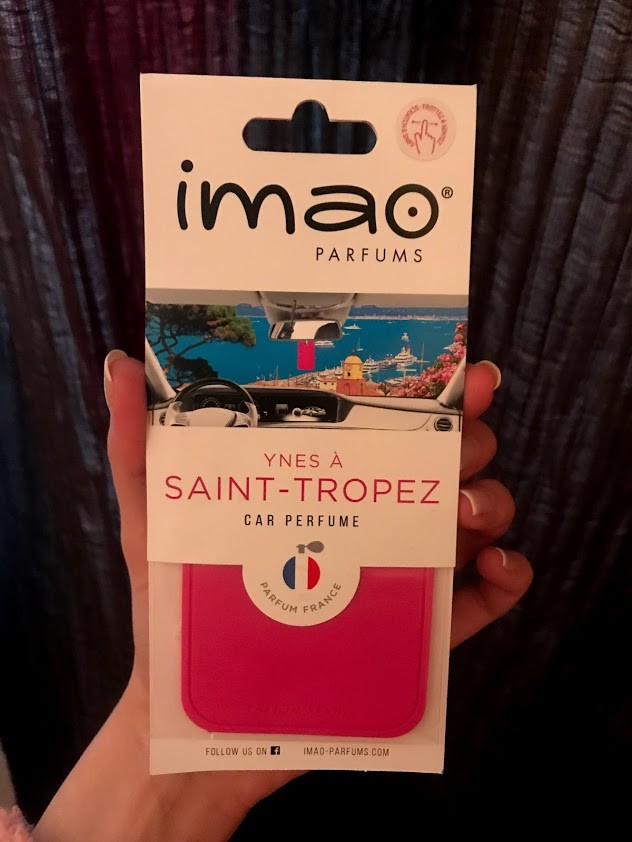 imao®
PARFUMS
YNES À
SAINT-TROPEZ
CAR PERFUME
PARFUM FRANCE
FOLLOW US ON
IMAO-PARFUMS.COM